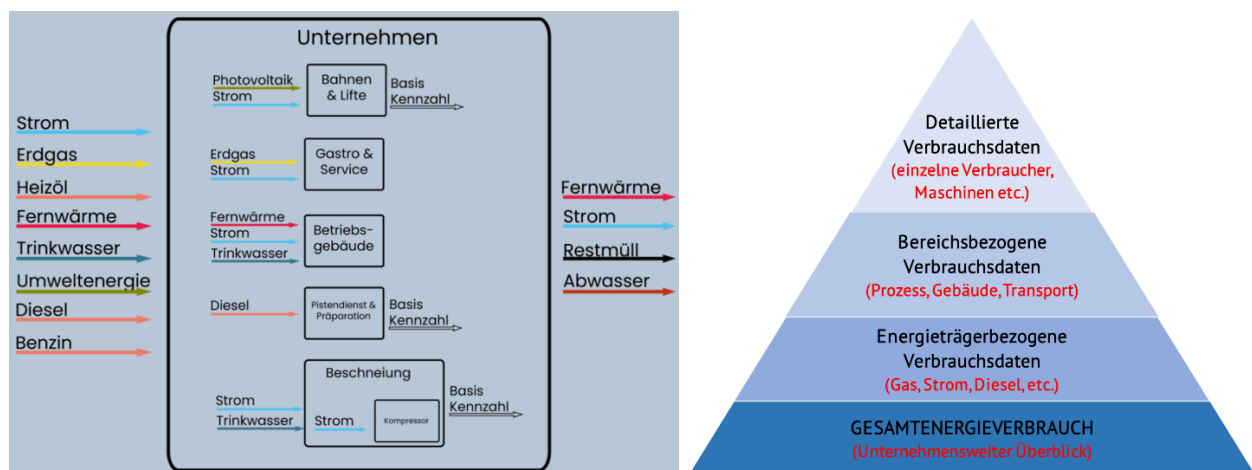 Unternehmen
Strom
Erdgas
Heizöl
Fernwärme
Trinkwasser
Umweltenergie
Diesel
Benzin
Photovoltaik
Strom
Bahnen
& Lifte
Basis
Kennzahl
Erdgas
Strom
Gastro &
Service
Fernwärme
Strom
Trinkwasser
Betriebs-
gebäude
Diesel
Pistendienst &
Präparation
Basis
Kennzahl
Beschneiung
Strom
Trinkwasser
Strom
Kompressor
Basis
Kennzahl
Fernwärme
Strom
Restmüll
Abwasser
Detaillierte
Verbrauchsdaten
(einzelne Verbraucher,
Maschinen etc.)
Bereichsbezogene
Verbrauchsdaten
(Prozess, Gebäude, Transport)
Energieträgerbezogene
Verbrauchsdaten
(Gas, Strom, Diesel, etc.)
GESAMTENERGIEVERBRAUCH
(Unternehmensweiter Überblick)